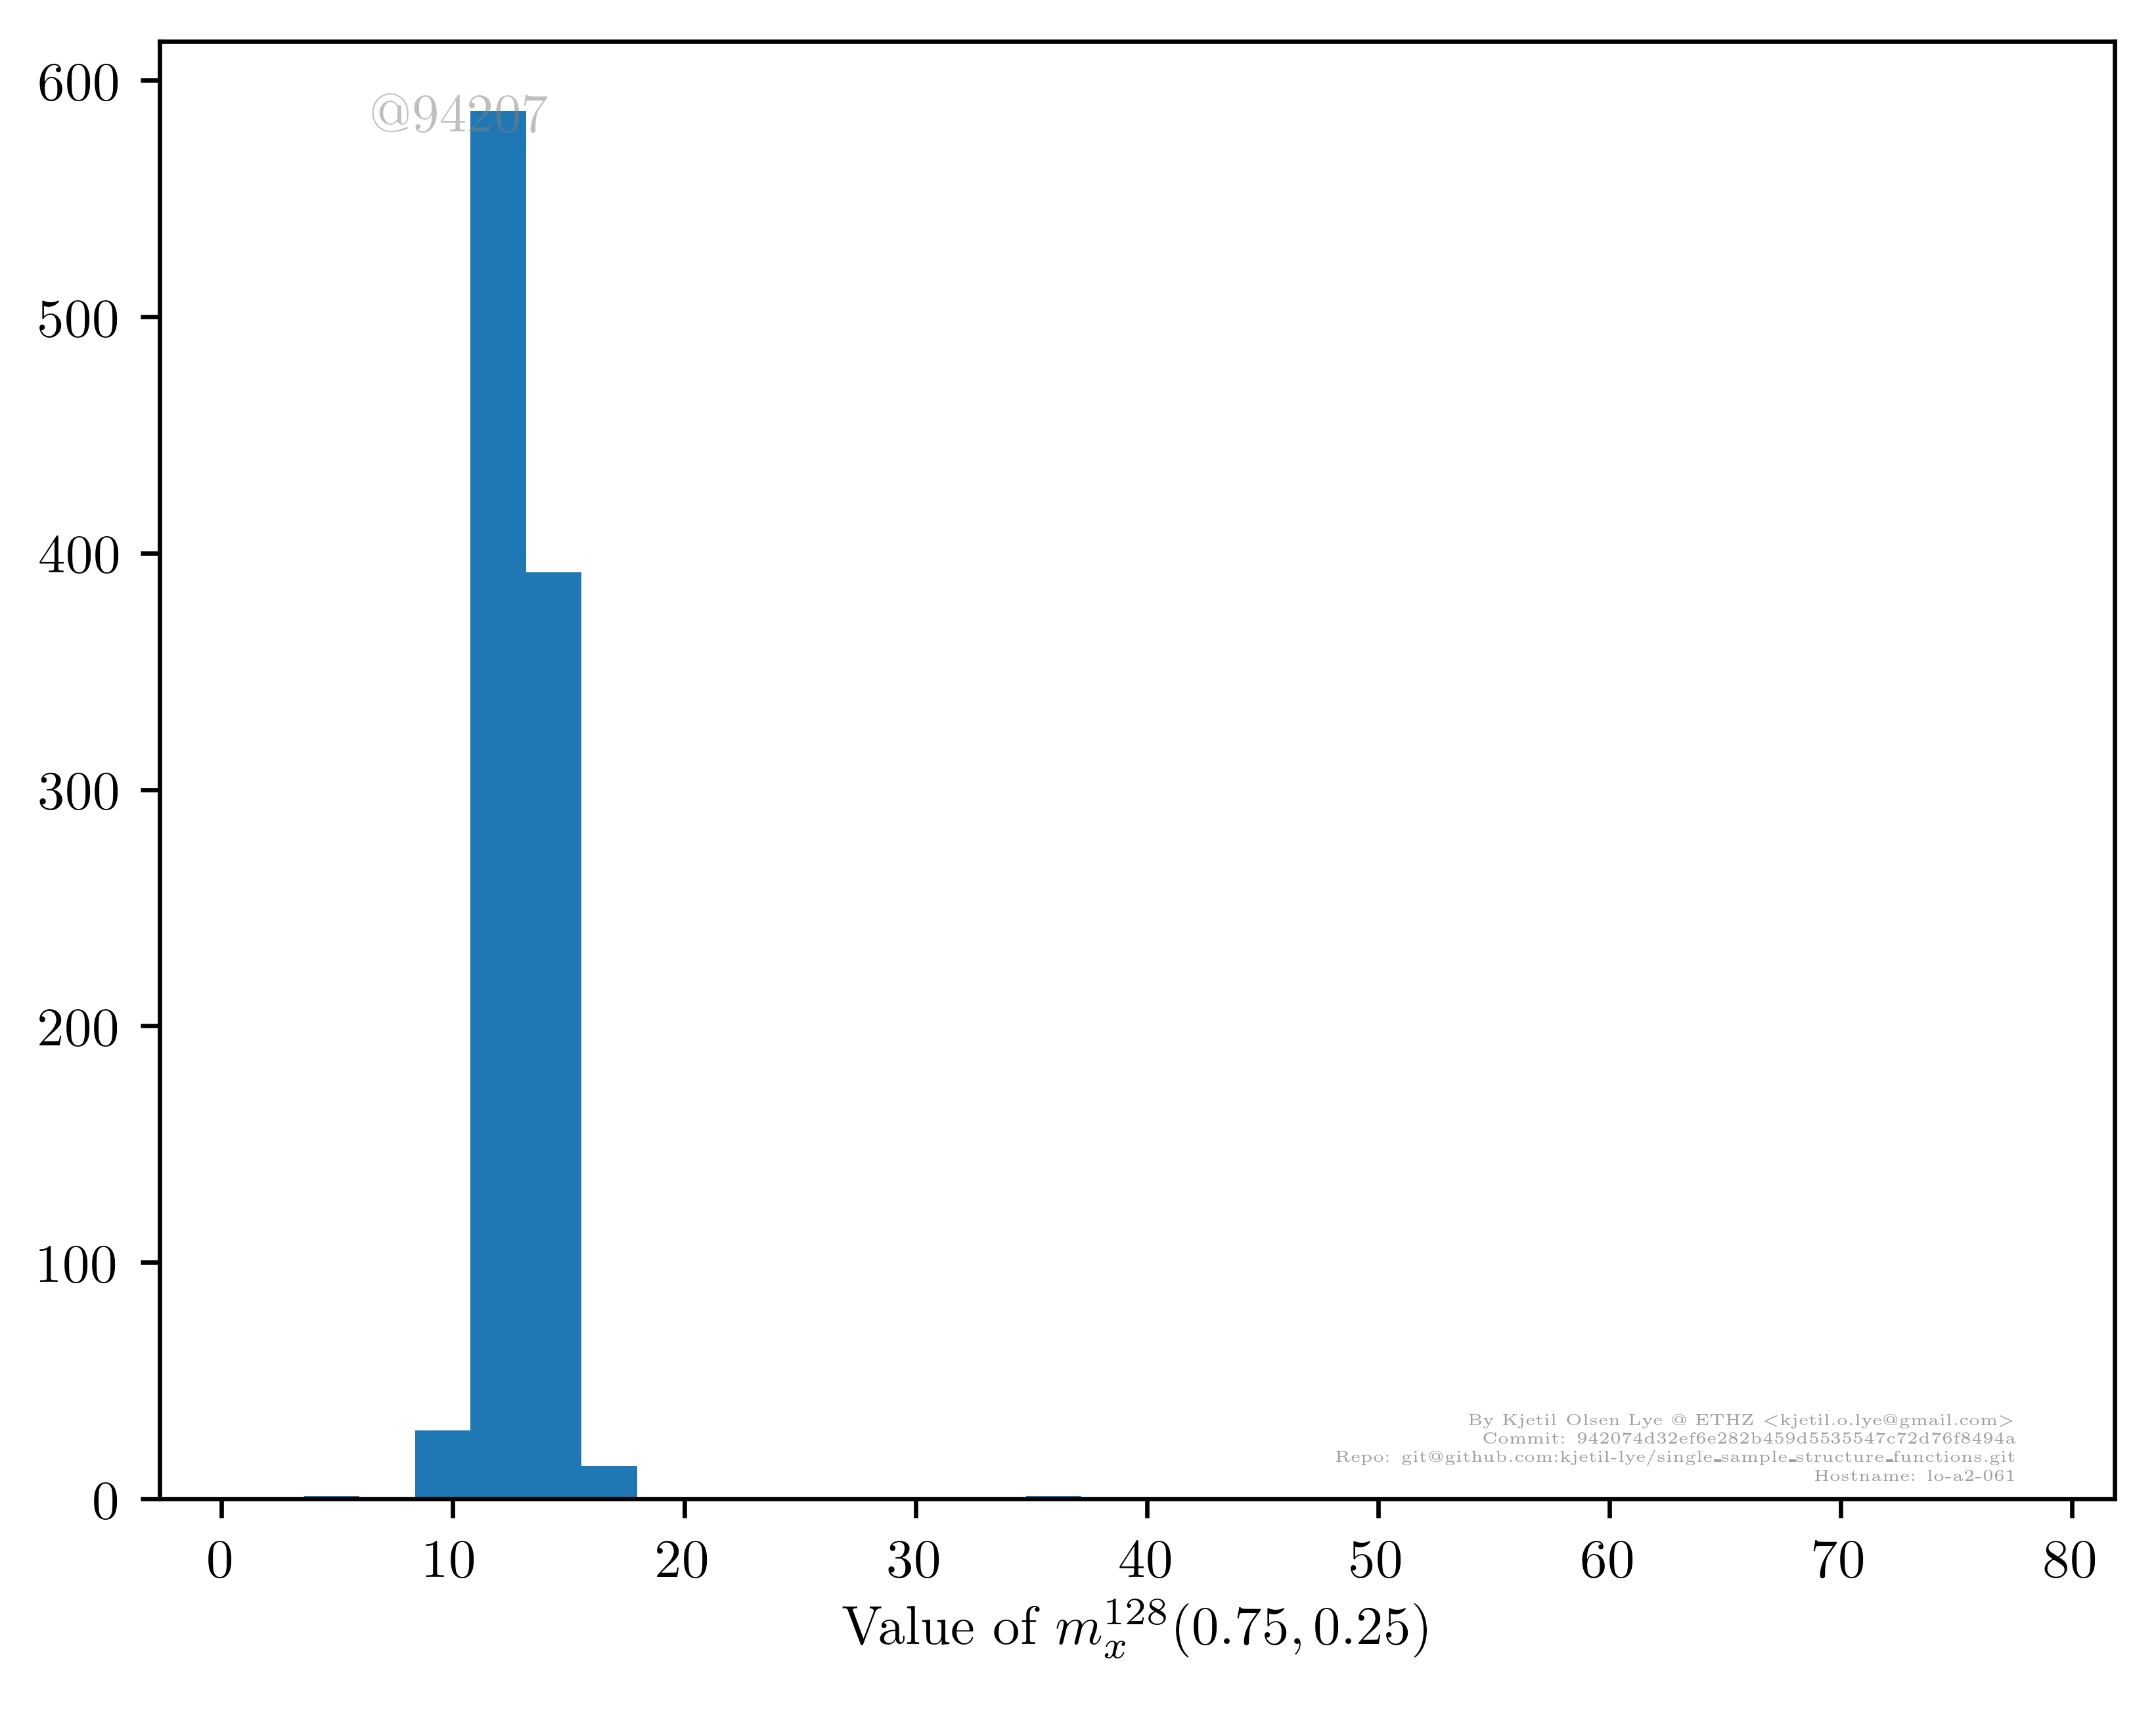 600
@94207
500
400
300
200
100
By Kjetil Olsen Lye @ ETHZ <kjetil.o.lye@gmail.com>
Commit: 942074d32ef6e282b459d5535547c72d76f8494a
Repo: git@github.com:kjetil-lye/single_sample_structure_functions.git
Hostname: lo-a2-061
0
0 10 20 30 40 50 60 70 80
Value of $m_x^{128}(0.75, 0.25)$